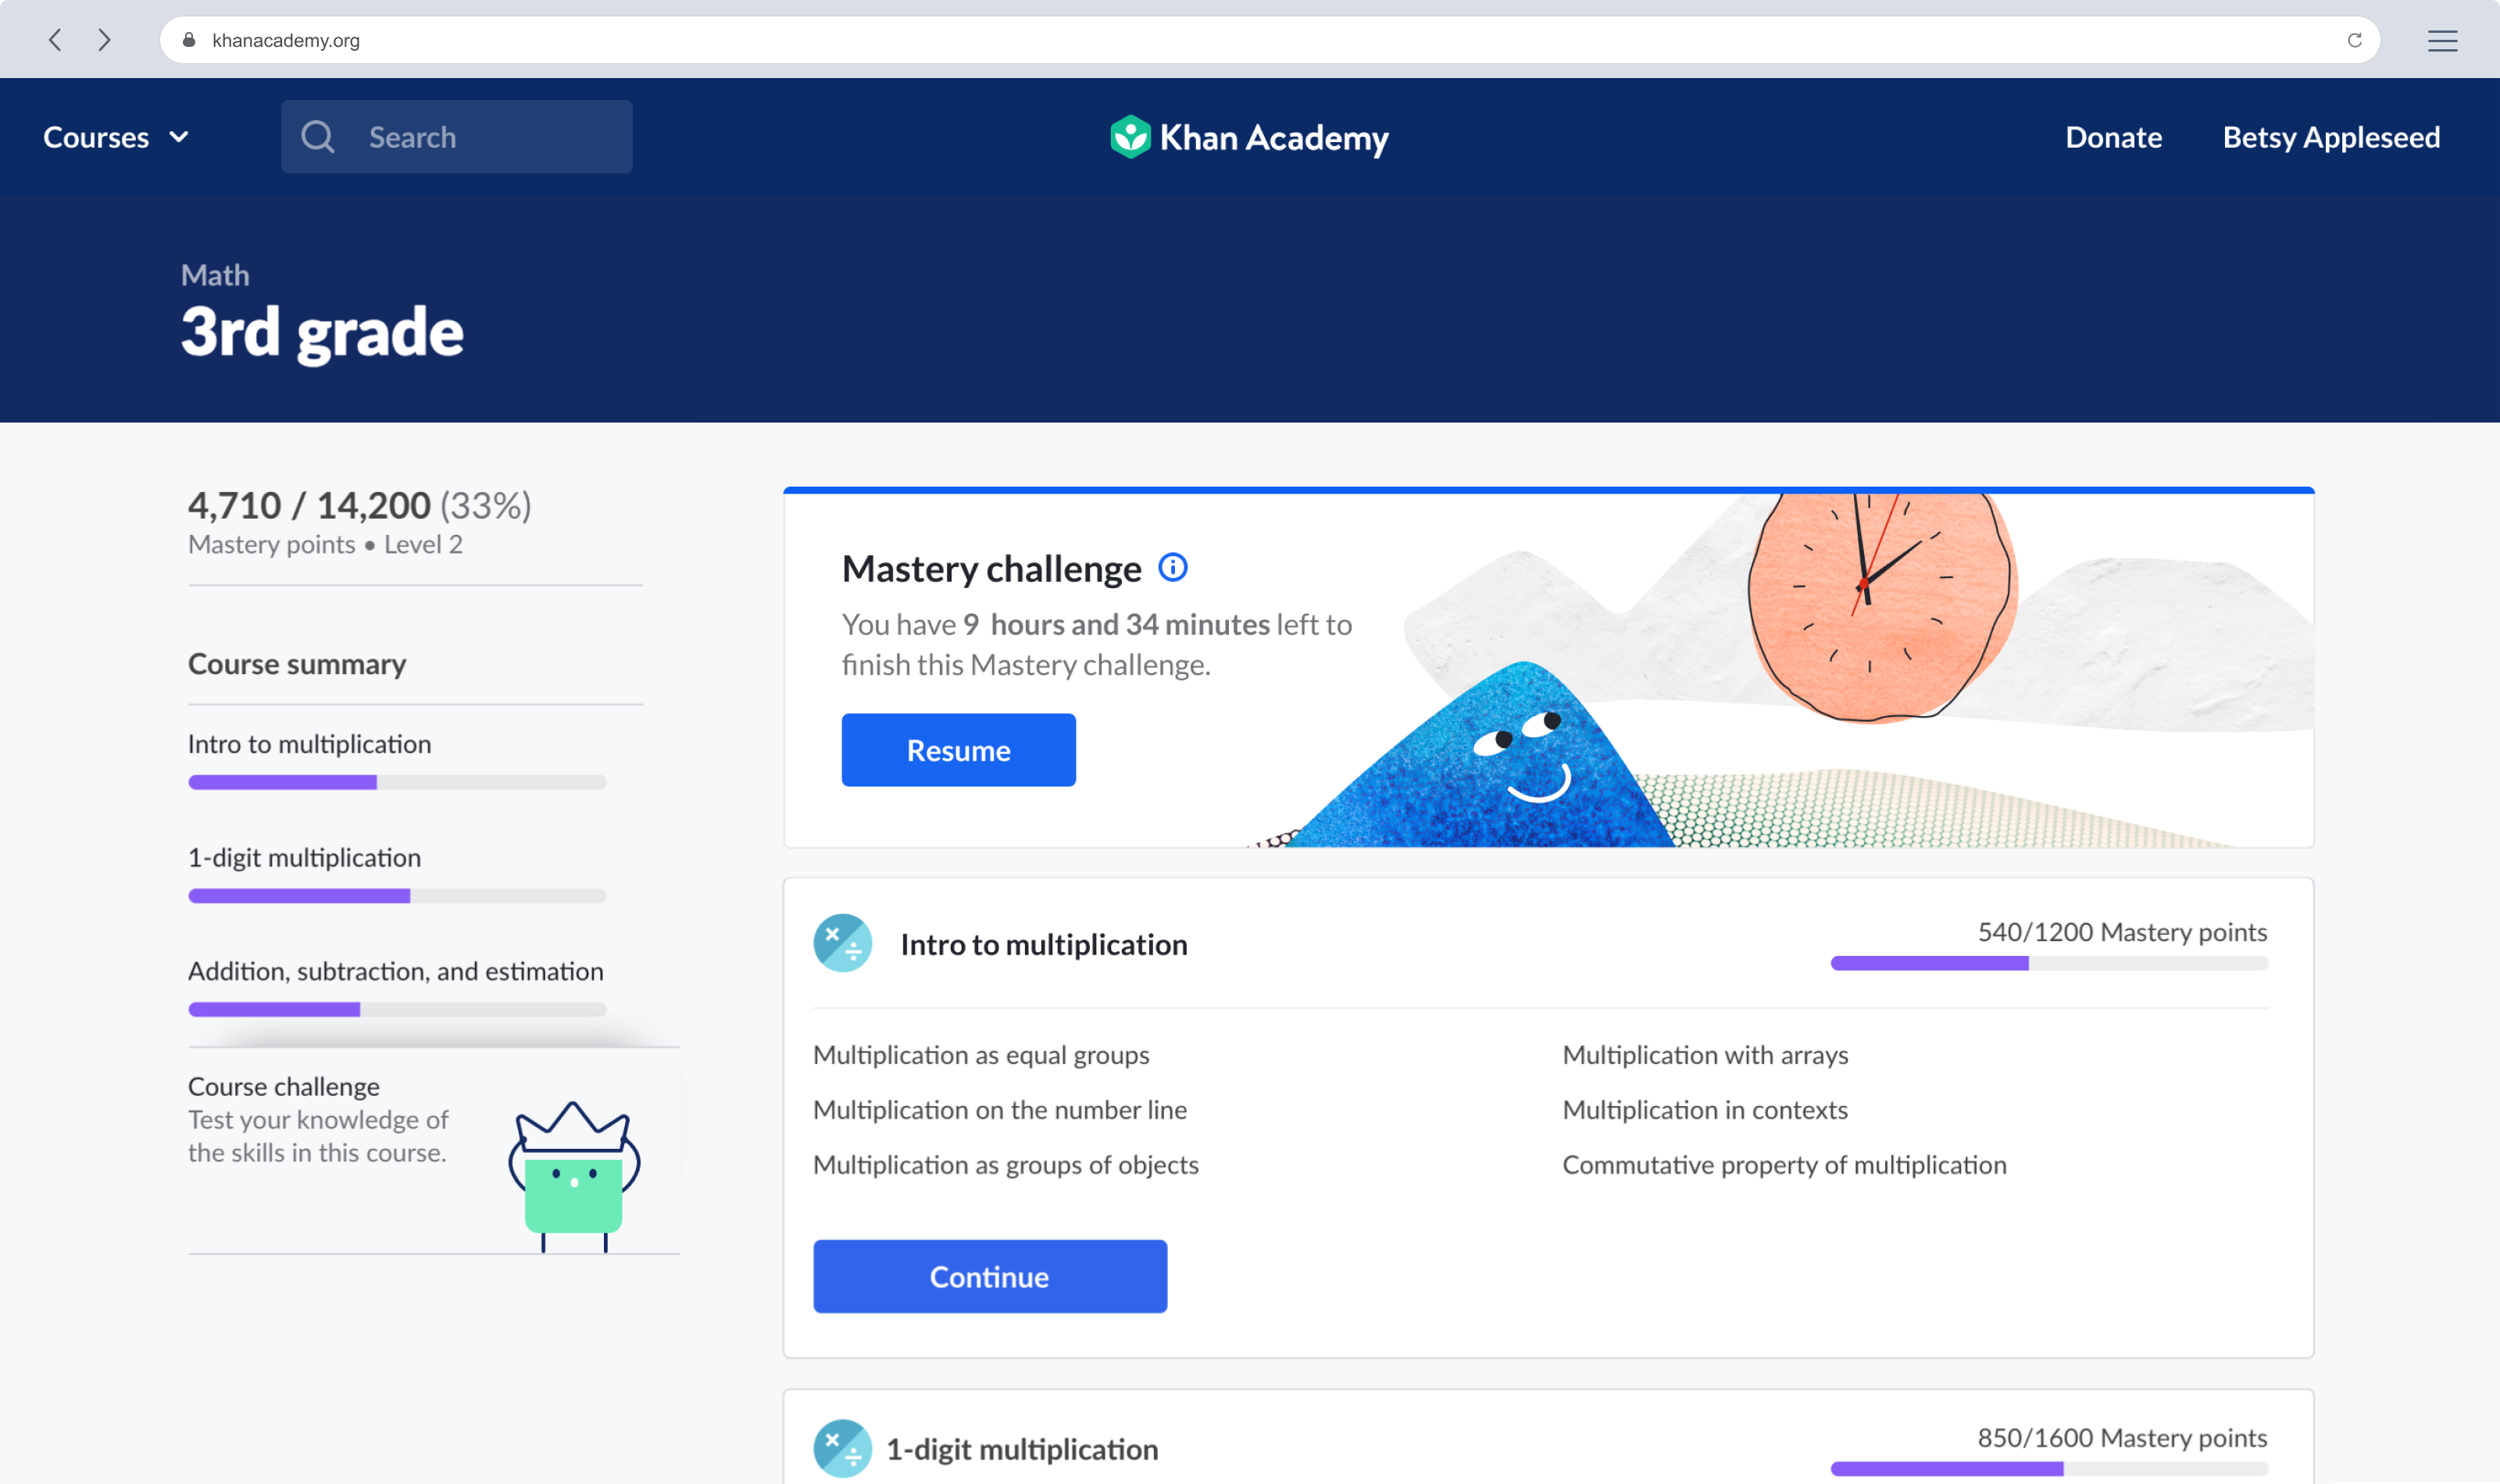 khanacademy.org
Courses
Search
Khan Academy
Donate
Betsy Appleseed
Math
3rd grade
4,710 / 14,200 (33%)
Mastery points • Level 2
Course summary
Intro to multiplication
1-digit multiplication
Addition, subtraction, and estimation
Course challenge
Test your knowledge of
the skills in this course.
Mastery challenge
You have 9 hours and 34 minutes left to
finish this Mastery challenge.
Resume
Intro to multiplication
540/1200 Mastery points
Multiplication as equal groups
Multiplication with arrays
Multiplication on the number line
Multiplication in contexts
Multiplication as groups of objects
Commutative property of multiplication
Continue
1-digit multiplication
850/1600 Mastery points